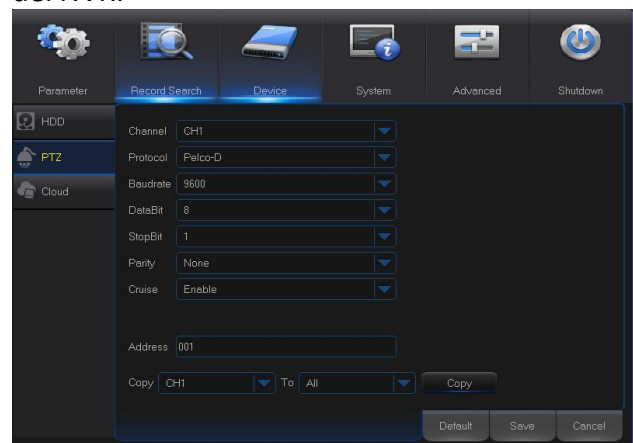 Parameter Record Search Device System Advanced Shutdown
HDD
PTZ
Cloud
Channel CH1
Protocol Pelco-D
Baudrate 9600
DataBit 8
StopBit 1
Parity None
Cruise Enable
Address 001
Copy CH1 To All Copy
Default Save Cancel